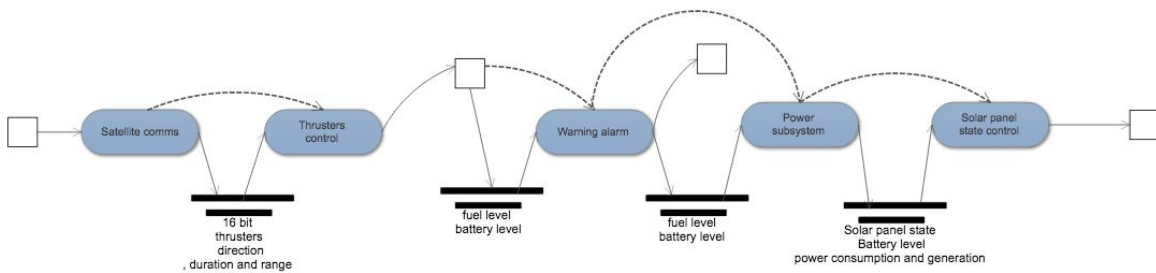 Satellite comms
Thrusters
control
Warning alarm
Power
subsystem
Solar panel
state control
16 bit
thrusters
direction
, duration and range
fuel level
battery level
fuel level
battery level
Solar panel state
Battery level
power consumption and generation